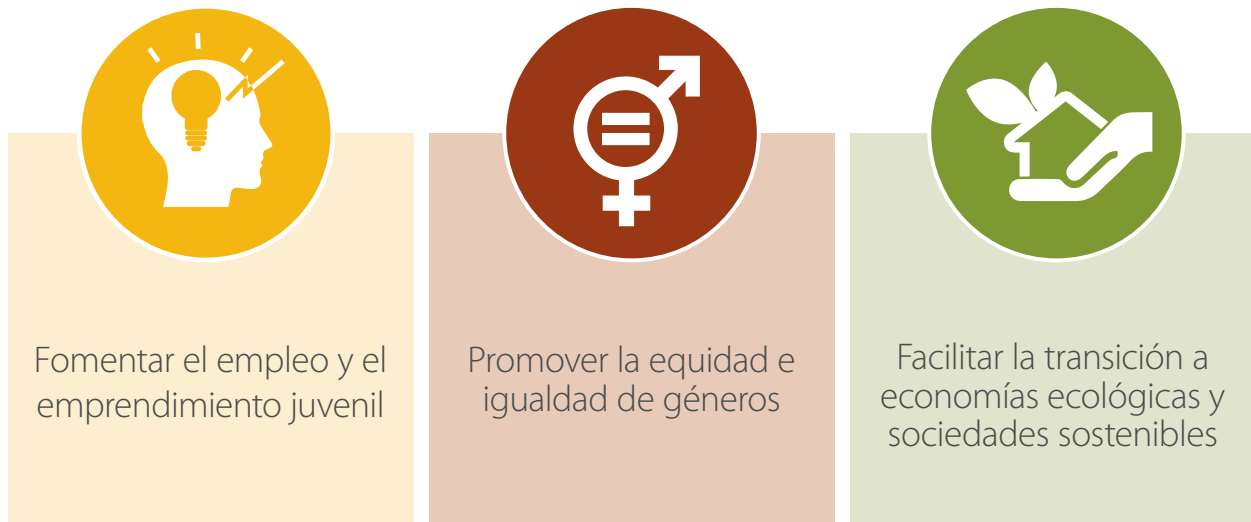 Fomentar el empleo y el
emprendimiento juvenil
Promover la equidad e
igualdad de géneros
Facilitar la transición a
economías ecológicas y
sociedades sostenibles